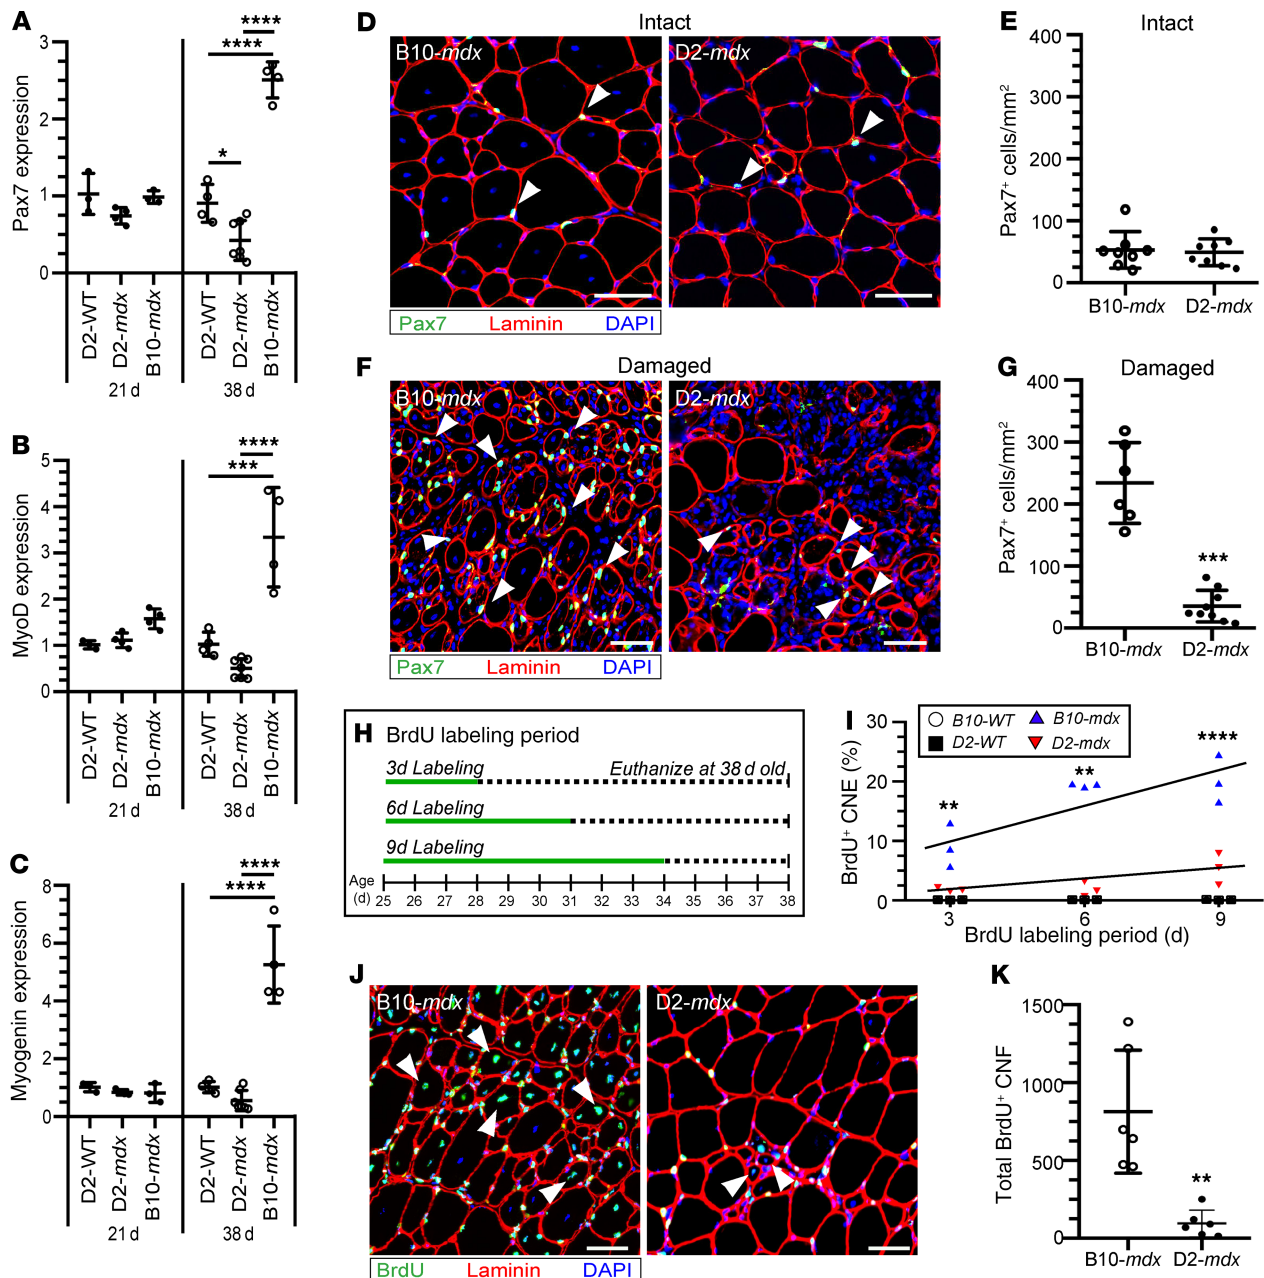 A
****
****
*
Pax7 expression
3
2
1
0
D2-WT
D2-mdx
B10-mdx
D2-WT
D2-mdx
B10-mdx
21 d
38 d
B
****
***
MyoD expression
5
4
3
2
1
0
D2-WT
D2-mdx
B10-mdx
D2-WT
D2-mdx
B10-mdx
21 d
38 d
C
****
****
Myogenin expression
8
6
4
2
0
D2-WT
D2-mdx
B10-mdx
D2-WT
D2-mdx
B10-mdx
21 d
38 d
D
Intact
B10-mdx
D2-mdx
Pax7 Laminin DAPI
E
Intact
Pax7+ cells/mm2
400
300
200
100
0
B10-mdx
D2-mdx
F
Damaged
B10-mdx
D2-mdx
Pax7 Laminin DAPI
G
Damaged
Pax7+ cells/mm2
400
300
200
100
0
***
B10-mdx
D2-mdx
H BrdU labeling period
3d Labeling
Euthanize at 38 d old
6d Labeling
9d Labeling
Age
(d)
25 26 27 28 29 30 31 32 33 34 35 36 37 38
I
B10-WT B10-mdx
D2-WT D2-mdx
BrdU+ CNE (%)
30
20
10
0
**
**
****
3 6 9
BrdU labeling period (d)
J
B10-mdx
D2-mdx
BrdU Laminin DAPI
K
Total BrdU+ CNF
1500
1000
500
0
**
B10-mdx
D2-mdx